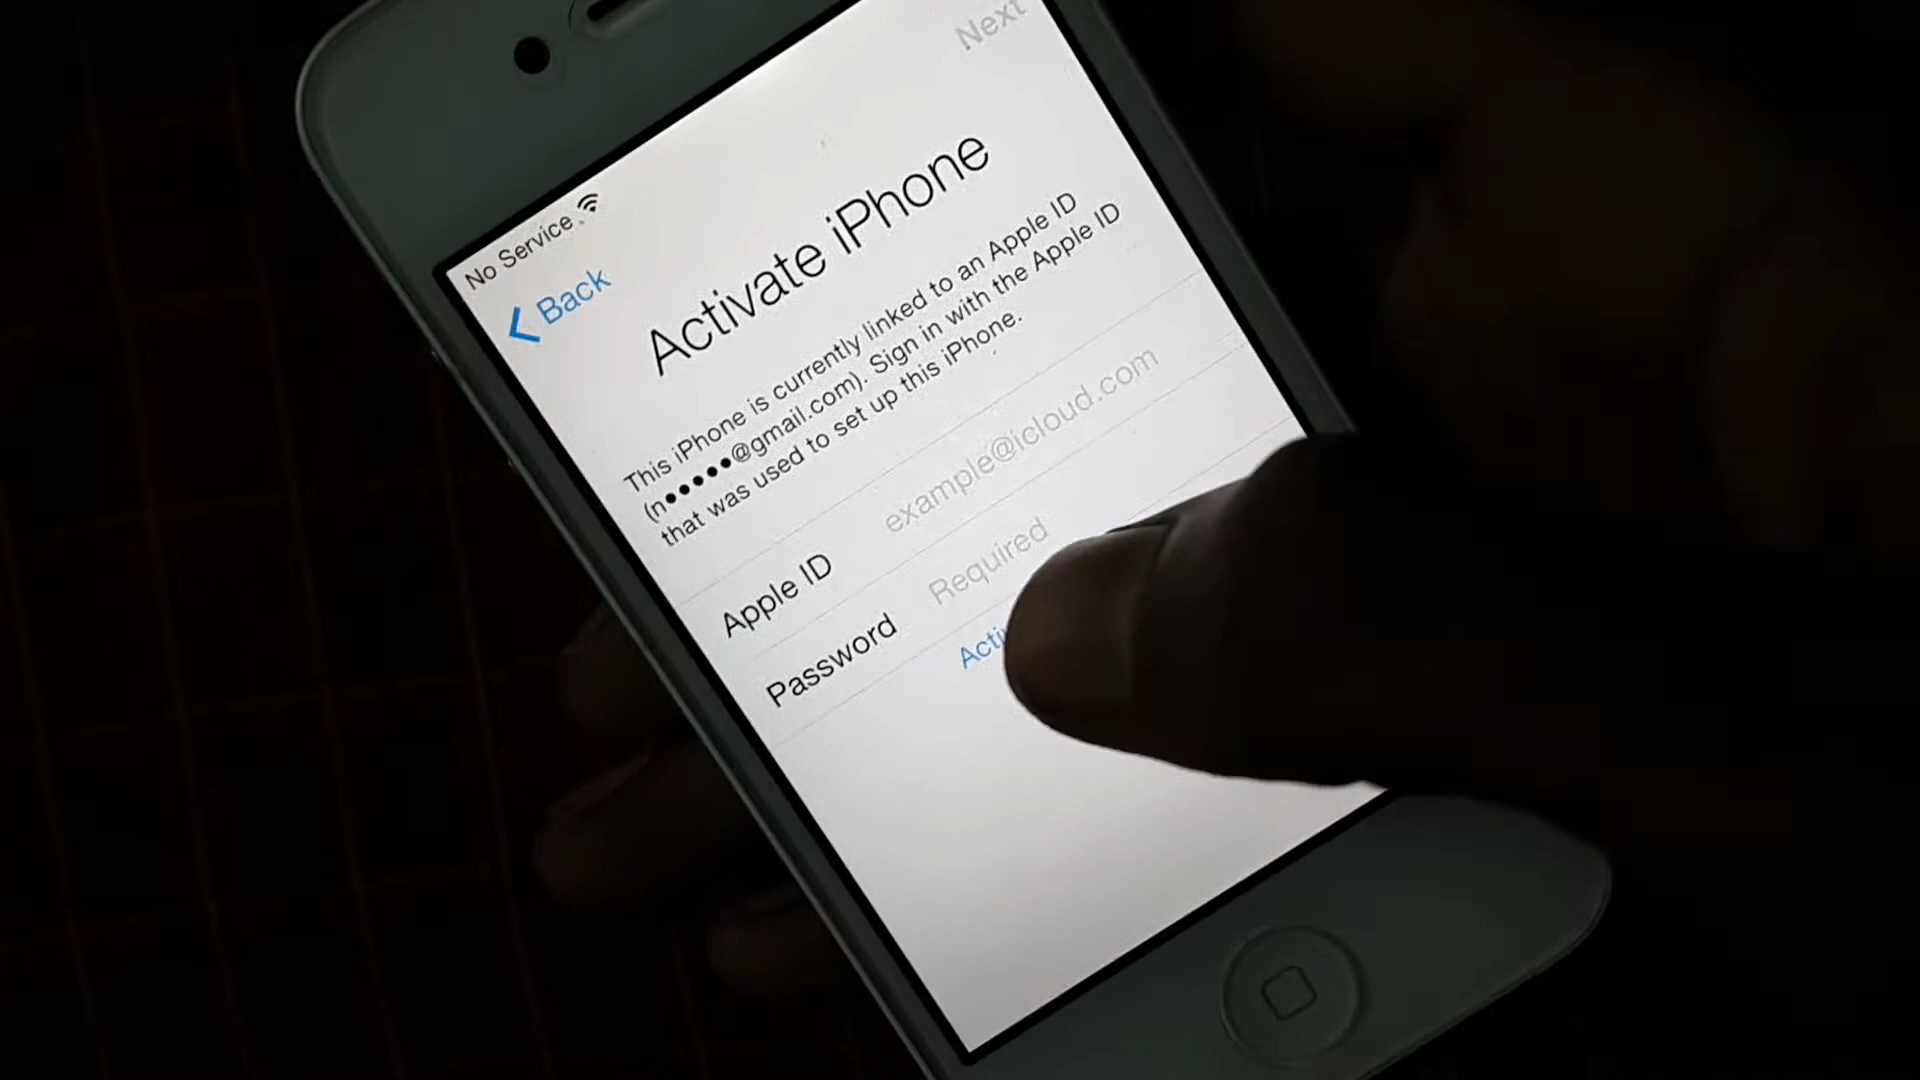 No Service
Next
Back
Activate iPhone
This iPhone is currently linked to an Apple ID
(n•••••@gmail.com). Sign in with the Apple ID
that was used to set up this iPhone.
Apple ID example@icloud.com
Password Required